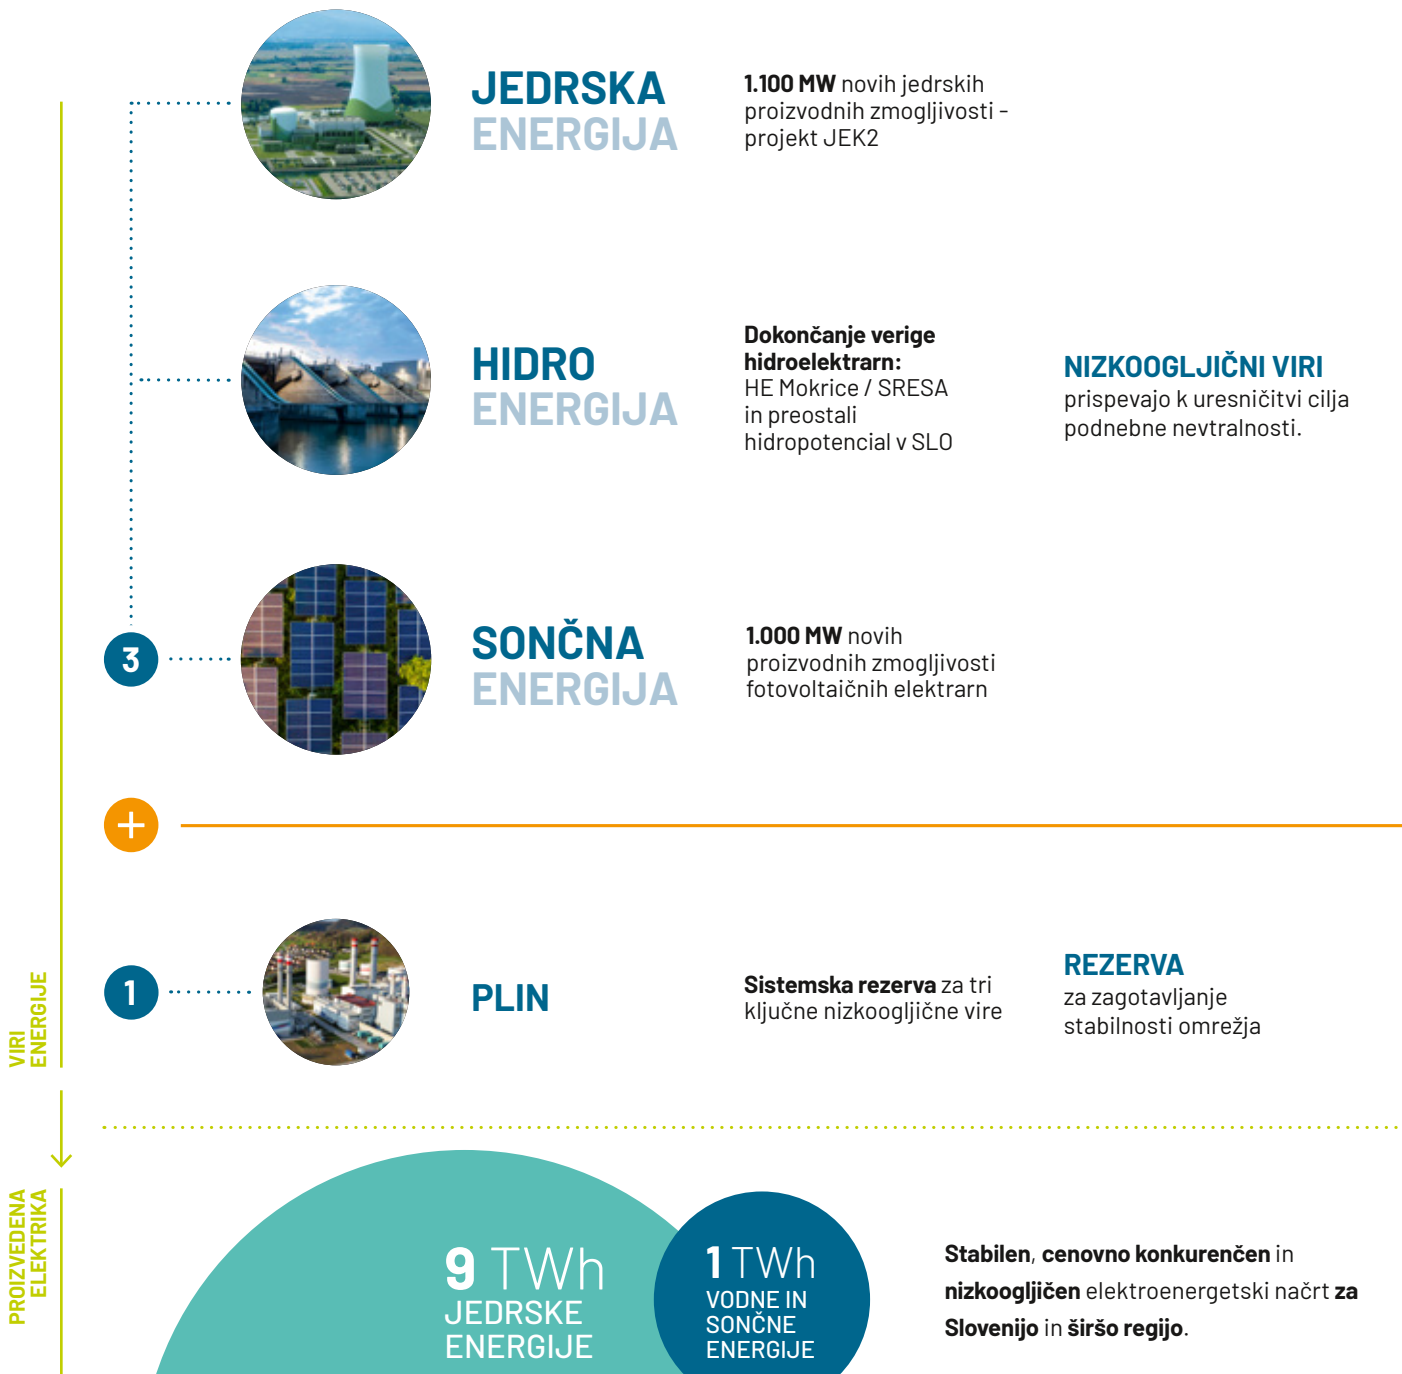 JEDRSKA
ENERGIJA
1.100 MW novih jedrskih
proizvodnih zmogljivosti -
projekt JEK2
HIDRO
ENERGIJA
Dokončanje verige
hidroelektrarn:
HE Mokrice / SRESA
in preostali
hidropotencial v SLO
NIZKOOGLJIČNI VIRI
prispevajo k uresničitvi cilja
podnebne nevtralnosti.
3
SONČNA
ENERGIJA
1.000 MW novih
proizvodnih zmogljivosti
fotovoltaičnih elektrarn
+
1
PLIN
Sistemska rezerva za tri
ključne nizkoogljične vire
REZERVA
za zagotavljanje
stabilnosti omrežja
VIRI
ENERGIJE
PROIZVEDENA
ELEKTRIKA
9 TWh
JEDRSKE
ENERGIJE
1 TWh
VODNE IN
SONČNE
ENERGIJE
Stabilen, cenovno konkurenčen in
nizkoogljičen elektroenergetski načrt za
Slovenijo in širšo regijo.